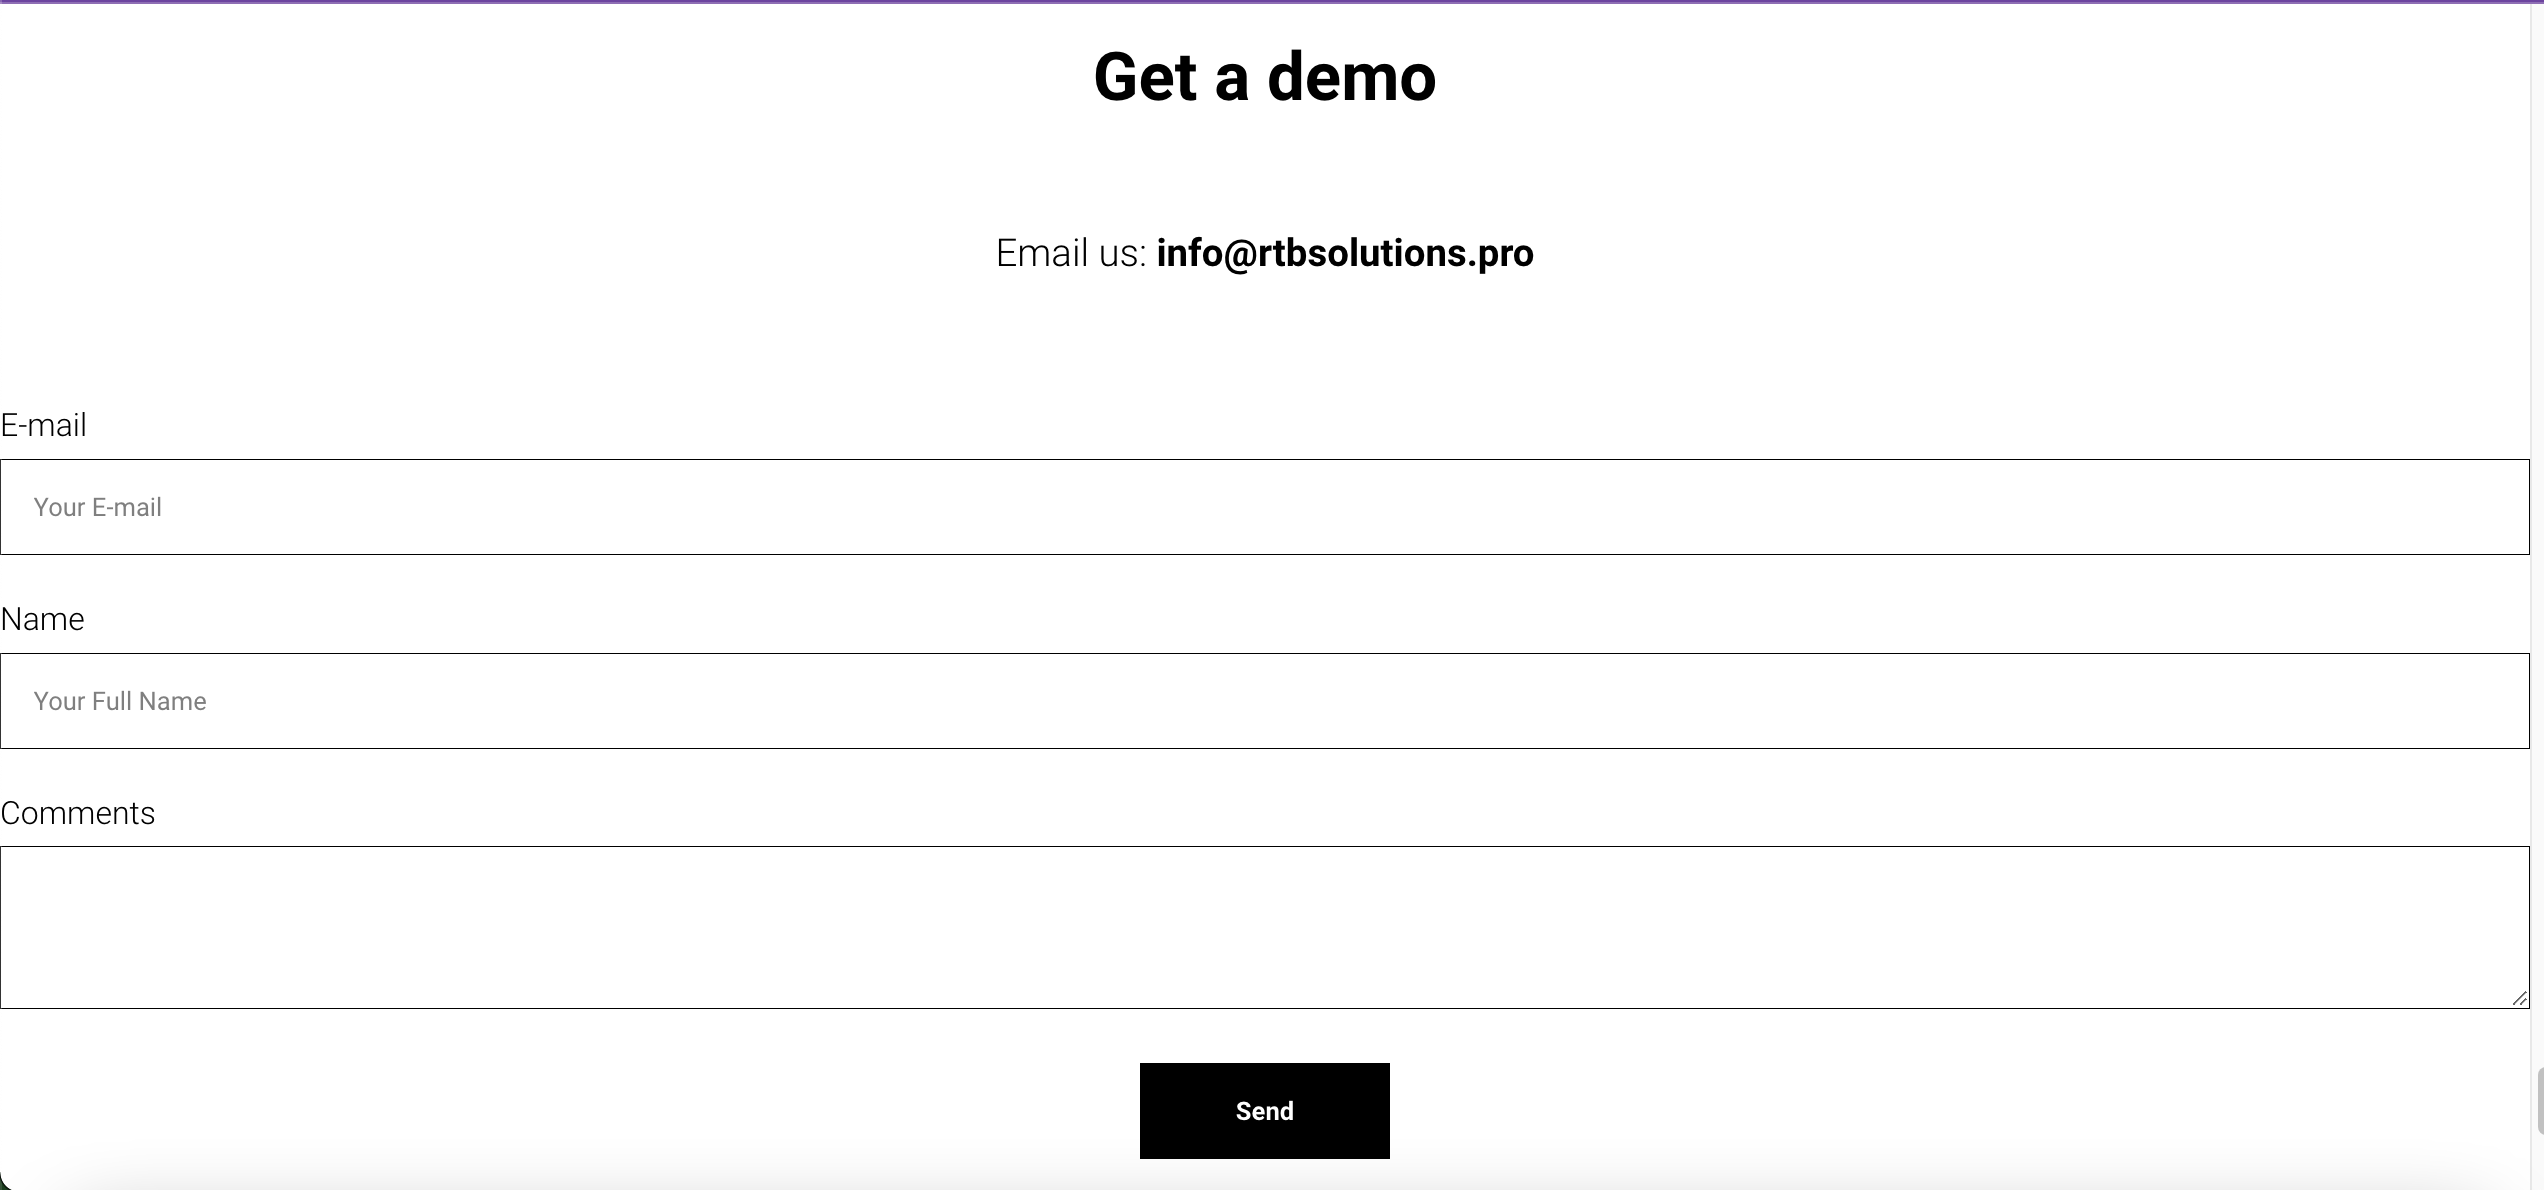 Get a demo
Email us: info@rtbsolutions.pro
E-mail
Your E-mail
Name
Your Full Name
Comments
Send